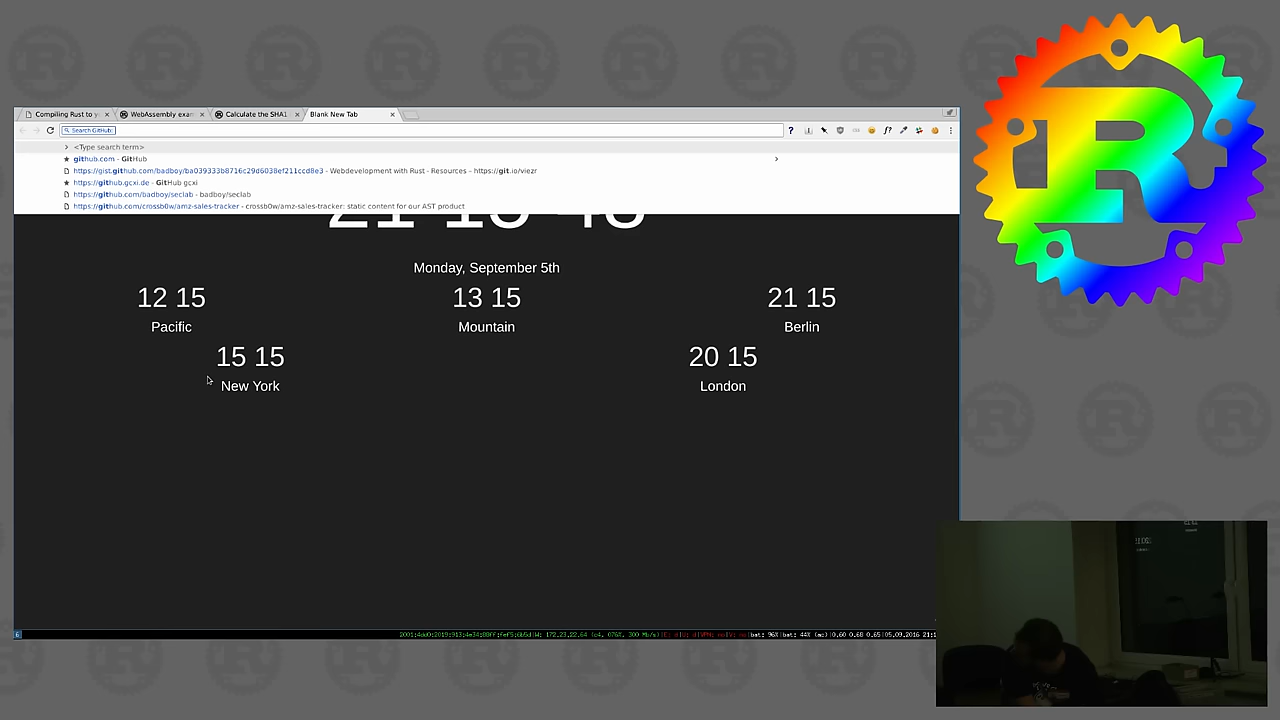 Compiling Rust to y
WebAssembly exan
Calculate the SHA1
Blank New Tab
Search GitHub:
<Type search term>
github.com - GitHub
https://gist.github.com/badboy/ba039333b8716c29d6038ef211ccd8e3 - Webdevelopment with Rust - Resources - https://git.io/viezr
https://github.gcxi.de - GitHub gcxi
https://github.com/badboy/seclab - badboy/seclab
https://github.com/crossb0w/amz-sales-tracker - crossb0w/amz-sales-tracker: static content for our AST product
Monday, September 5th
12 15
13 15
21 15
Pacific
Mountain
Berlin
15 15
20 15
New York
London